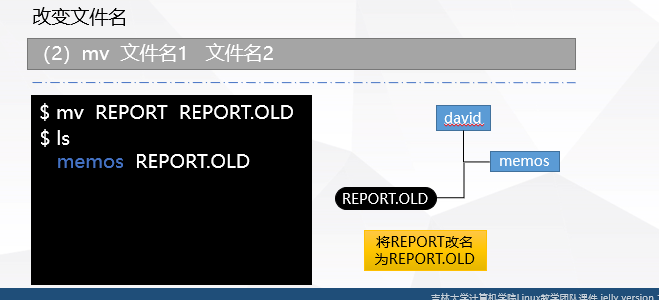 改变文件名
（2）mv 文件名1 文件名2
$ mv REPORT REPORT.OLD
$ ls
memos REPORT.OLD
david
memos
REPORT.OLD
将REPORT改名
为REPORT.OLD
吉林大学计算机学院Linux教学团队课件 jelly version